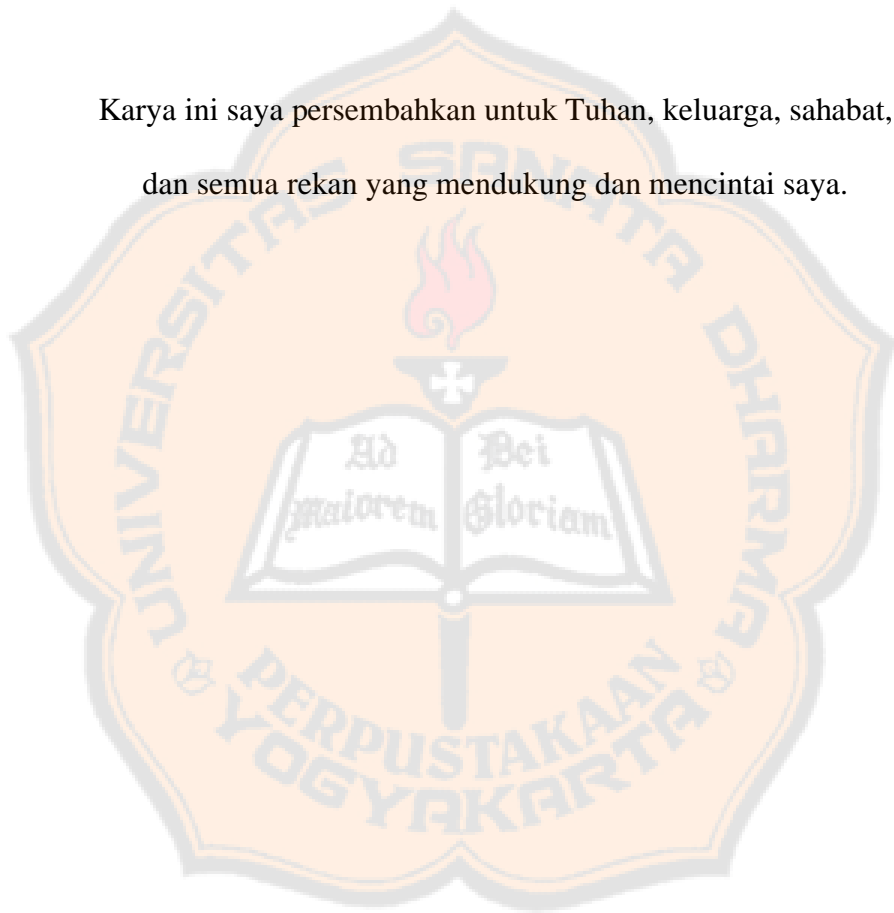 Karya ini saya persembahkan untuk Tuhan, keluarga, sahabat,
dan semua rekan yang mendukung dan mencintai saya.
UNIVERSITAS SANATA DHARMA
Ad Dei
Maiorem Gloriam
PERPUSTAKAAN
YOGYAKARTA